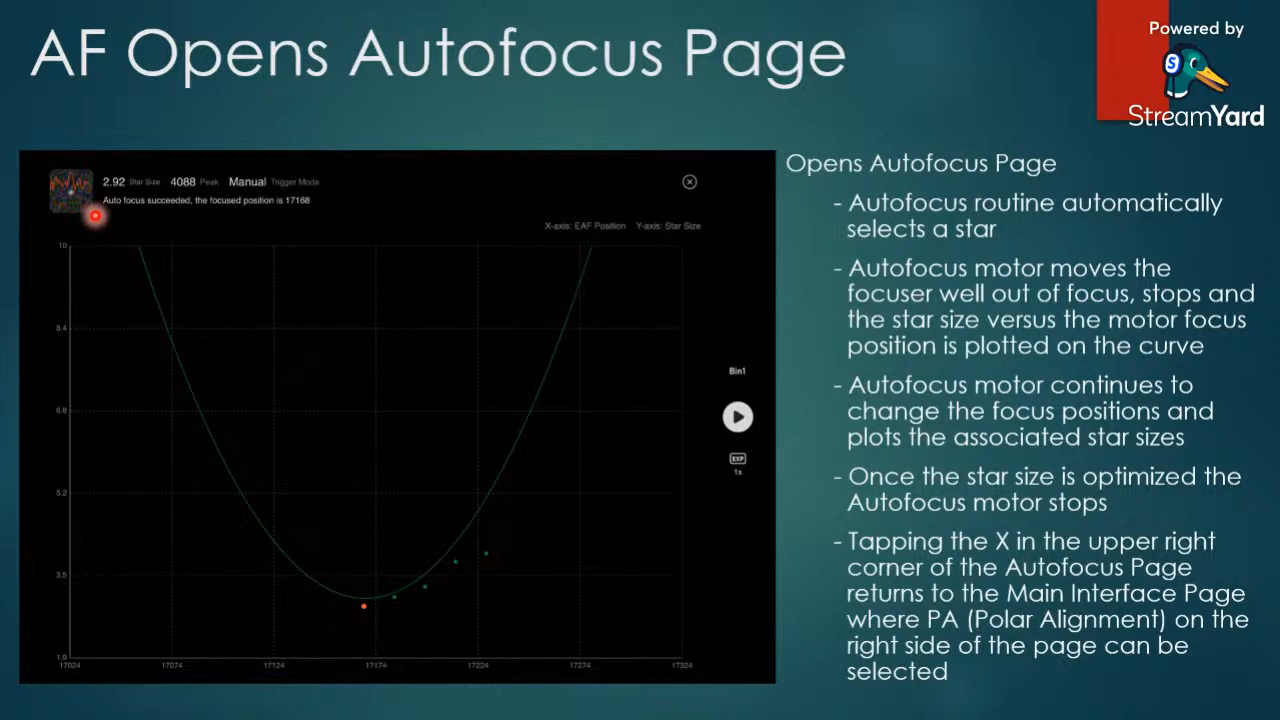 AF Opens Autofocus Page
Powered by
S
StreamYard
2.92 Star Size 4088 Peak Manual Trigger Mode
Auto focus succeeded, the focused position is 17168
X-axis: EAF Position Y-axis: Star Size
10
8.4
6.8
5.2
3.5
1.9
17024 17074 17124 17174 17224 17274 17324
Bin1
EXP
1s
Opens Autofocus Page
- Autofocus routine automatically
selects a star
- Autofocus motor moves the
focuser well out of focus, stops and
the star size versus the motor focus
position is plotted on the curve
- Autofocus motor continues to
change the focus positions and
plots the associated star sizes
- Once the star size is optimized the
Autofocus motor stops
- Tapping the X in the upper right
corner of the Autofocus Page
returns to the Main Interface Page
where PA (Polar Alignment) on the
right side of the page can be
selected